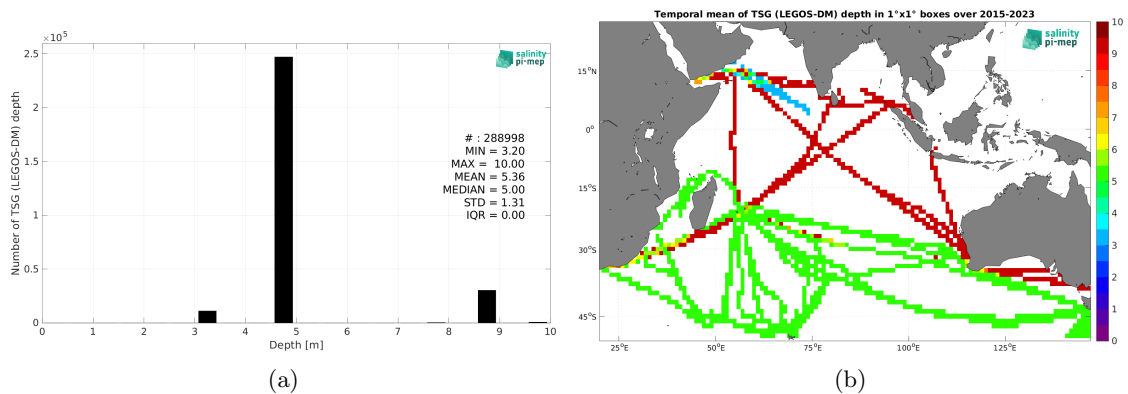 2.5
2
1.5
1
0.5
0
×10⁵
Number of TSG (LEGOS-DM) depth
salinity
pi-mep
# : 288998
MIN = 3.20
MAX = 10.00
MEAN = 5.36
MEDIAN = 5.00
STD = 1.31
IQR = 0.00
0 1 2 3 4 5 6 7 8 9 10
Depth [m]
(a)
Temporal mean of TSG (LEGOS-DM) depth in 1°x1° boxes over 2015-2023
salinity
pi-mep
15°N
0°
15°S
30°S
45°S
25°E 50°E 75°E 100°E 125°E
10
9
8
7
6
5
4
3
2
1
0
(b)